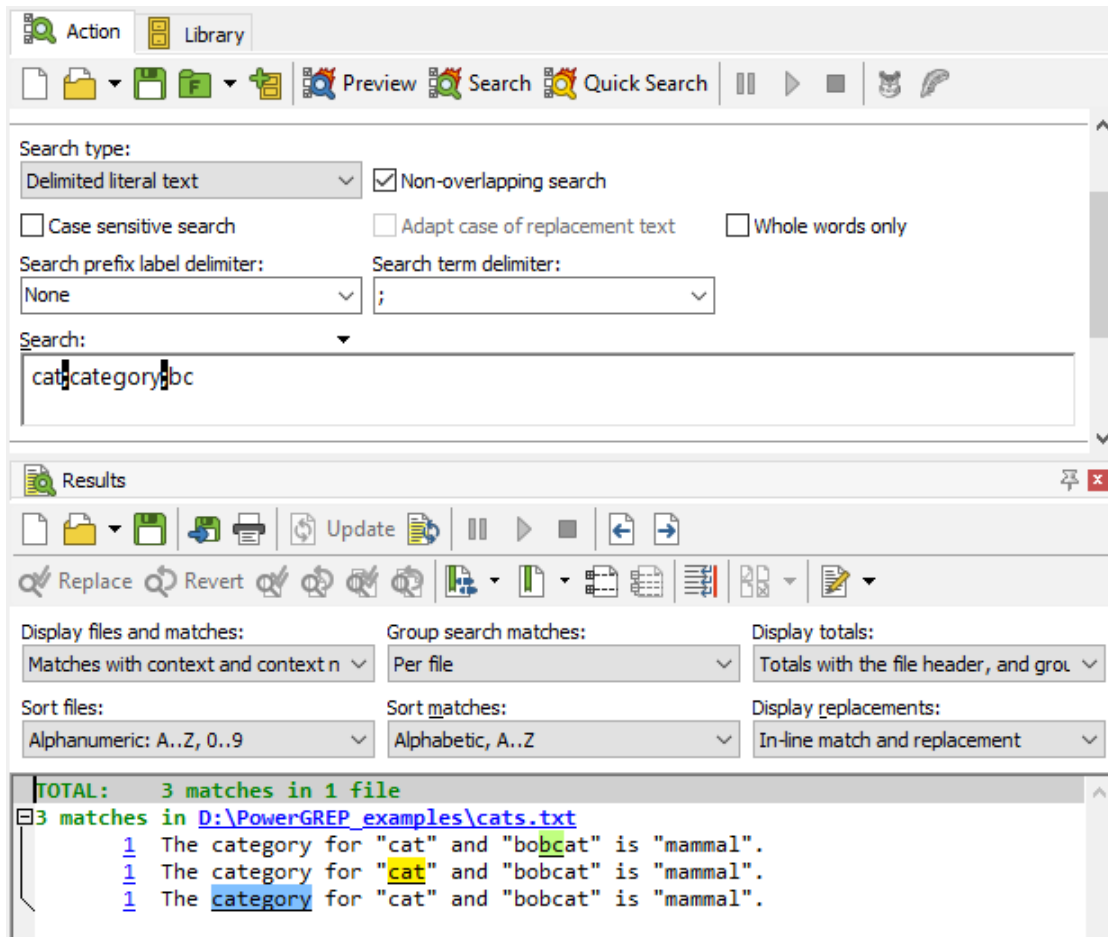 Action Library
Preview Search Quick Search
Search type:
Delimited literal text Non-overlapping search
Case sensitive search Adapt case of replacement text Whole words only
Search prefix label delimiter: Search term delimiter:
None ;
Search:
cat;category;bc
Results
Update
Replace Revert
Display files and matches: Group search matches: Display totals:
Matches with context and context n Per file Totals with the file header, and grou
Sort files: Sort matches: Display replacements:
Alphanumeric: A..Z, 0..9 Alphabetic, A..Z In-line match and replacement
TOTAL: 3 matches in 1 file
3 matches in D:\PowerGREP_examples\cats.txt
1 The category for "cat" and "bobcat" is "mammal".
1 The category for "cat" and "bobcat" is "mammal".
1 The category for "cat" and "bobcat" is "mammal".